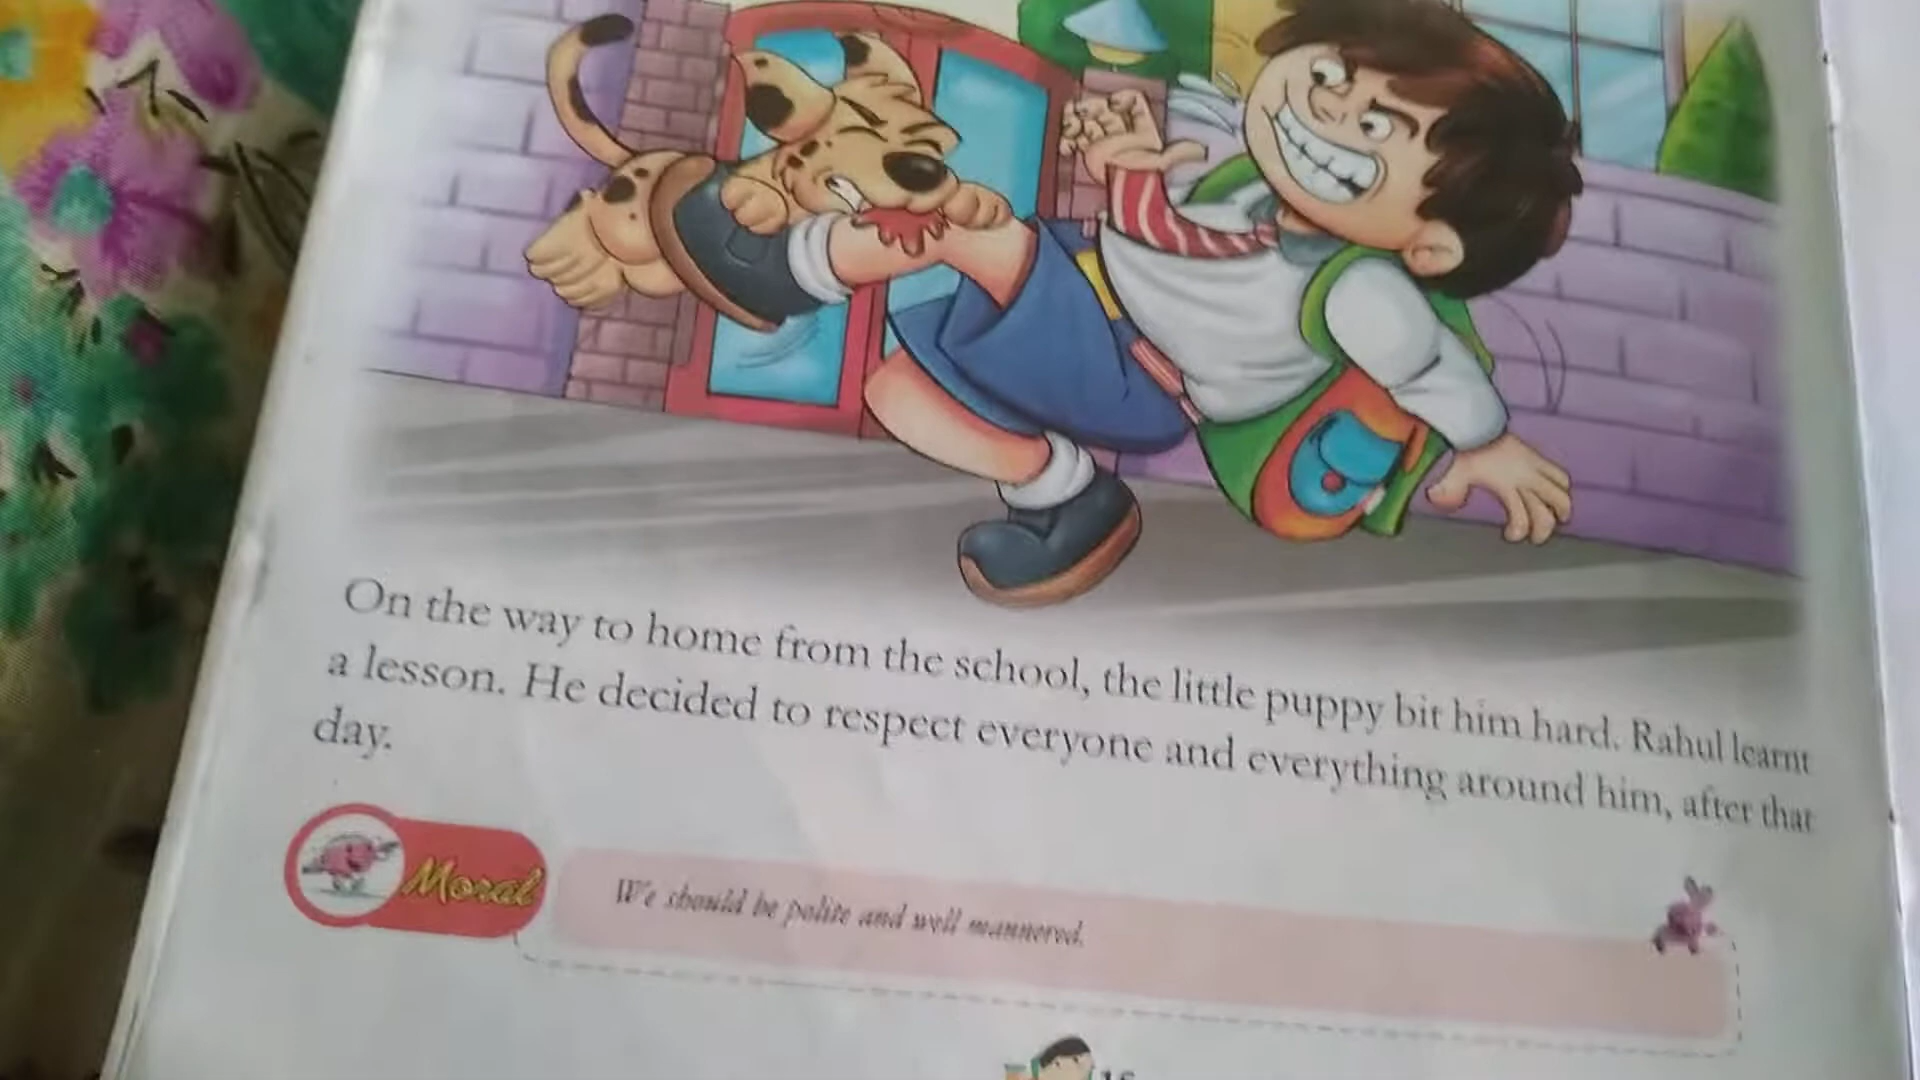 On the way to home from the school, the little puppy bit him hard. Rahul learnt
a lesson. He decided to respect everyone and everything around him, after that
day.
Moral
We should be polite and well mannered.